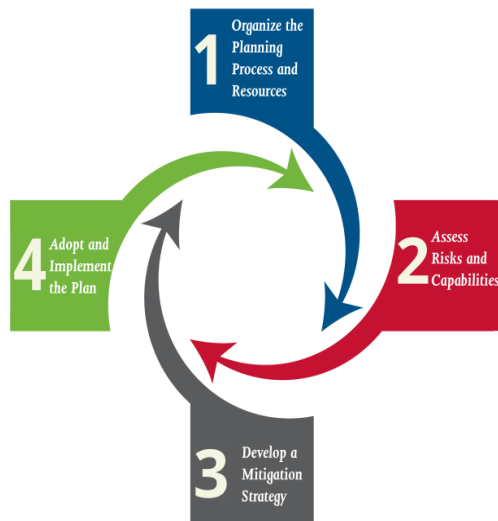 1
Organize the
Planning
Process and
Resources
2
Assess
Risks and
Capabilities
3
Develop a
Mitigation
Strategy
4
Adopt and
Implement
the Plan